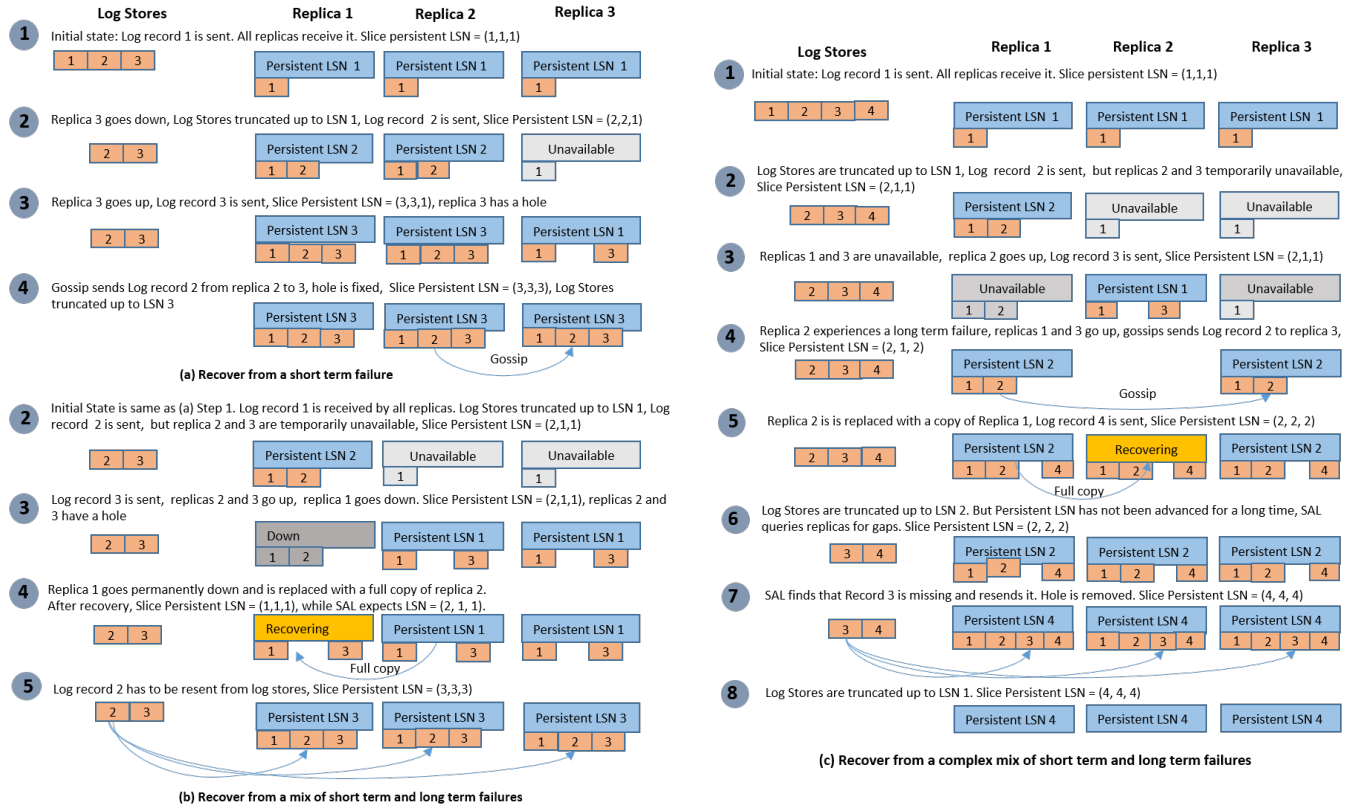 Log Stores Replica 1 Replica 2 Replica 3
1 Initial state: Log record 1 is sent. All replicas receive it. Slice persistent LSN = (1,1,1)
1 2 3 Persistent LSN 1 Persistent LSN 1 Persistent LSN 1
1 1 1
2 Replica 3 goes down, Log Stores truncated up to LSN 1, Log record 2 is sent, Slice Persistent LSN = (2,2,1)
2 3 Persistent LSN 2 Persistent LSN 2 Unavailable
1 2 1 2 1
3 Replica 3 goes up, Log record 3 is sent, Slice Persistent LSN = (3,3,1), replica 3 has a hole
2 3 Persistent LSN 3 Persistent LSN 3 Persistent LSN 1
1 2 3 1 2 3 1 3
4 Gossip sends Log record 2 from replica 2 to 3, hole is fixed, Slice Persistent LSN = (3,3,3), Log Stores
truncated up to LSN 3
Persistent LSN 3 Persistent LSN 3 Persistent LSN 3
1 2 3 1 2 3 1 2 3
Gossip
(a) Recover from a short term failure
2 Initial State is same as (a) Step 1. Log record 1 is received by all replicas. Log Stores truncated up to LSN 1, Log
record 2 is sent, but replica 2 and 3 are temporarily unavailable, Slice Persistent LSN = (2,1,1)
2 3 Persistent LSN 2 Unavailable Unavailable
1 2 1 1
3 Log record 3 is sent, replicas 2 and 3 go up, replica 1 goes down. Slice Persistent LSN = (2,1,1), replicas 2 and
3 have a hole
2 3 Down Persistent LSN 1 Persistent LSN 1
1 2 1 3 1 3
4 Replica 1 goes permanently down and is replaced with a full copy of replica 2.
After recovery, Slice Persistent LSN = (1,1,1), while SAL expects LSN = (2, 1, 1).
2 3 Recovering Persistent LSN 1 Persistent LSN 1
1 3 1 3 1 3
Full copy
5 Log record 2 has to be resent from log stores, Slice Persistent LSN = (3,3,3)
2 3 Persistent LSN 3 Persistent LSN 3 Persistent LSN 3
1 2 3 1 2 3 1 2 3
(b) Recover from a mix of short term and long term failures
Log Stores Replica 1 Replica 2 Replica 3
1 Initial state: Log record 1 is sent. All replicas receive it. Slice persistent LSN = (1,1,1)
1 2 3 4 Persistent LSN 1 Persistent LSN 1 Persistent LSN 1
1 1 1
2 Log Stores are truncated up to LSN 1, Log record 2 is sent, but replicas 2 and 3 temporarily unavailable,
Slice Persistent LSN = (2,1,1)
2 3 4 Persistent LSN 2 Unavailable Unavailable
1 2 1 1
3 Replicas 1 and 3 are unavailable, replica 2 goes up, Log record 3 is sent, Slice Persistent LSN = (2,1,1)
2 3 4 Unavailable Persistent LSN 1 Unavailable
1 2 1 3 1
4 Replica 2 experiences a long term failure, replicas 1 and 3 go up, gossips sends Log record 2 to replica 3,
Slice Persistent LSN = (2, 1, 2)
2 3 4 Persistent LSN 2 Persistent LSN 2
1 2 1 2
Gossip
5 Replica 2 is is replaced with a copy of Replica 1, Log record 4 is sent, Slice Persistent LSN = (2, 2, 2)
2 3 4 Persistent LSN 2 Recovering Persistent LSN 2
1 2 4 1 2 4 1 2 4
Full copy
6 Log Stores are truncated up to LSN 2. But Persistent LSN has not been advanced for a long time, SAL
queries replicas for gaps. Slice Persistent LSN = (2, 2, 2)
3 4 Persistent LSN 2 Persistent LSN 2 Persistent LSN 2
1 2 4 1 2 4 1 2 4
7 SAL finds that Record 3 is missing and resends it. Hole is removed. Slice Persistent LSN = (4, 4, 4)
3 4 Persistent LSN 4 Persistent LSN 4 Persistent LSN 4
1 2 3 4 1 2 3 4 1 2 3 4
8 Log Stores are truncated up to LSN 1. Slice Persistent LSN = (4, 4, 4)
Persistent LSN 4 Persistent LSN 4 Persistent LSN 4
(c) Recover from a complex mix of short term and long term failures